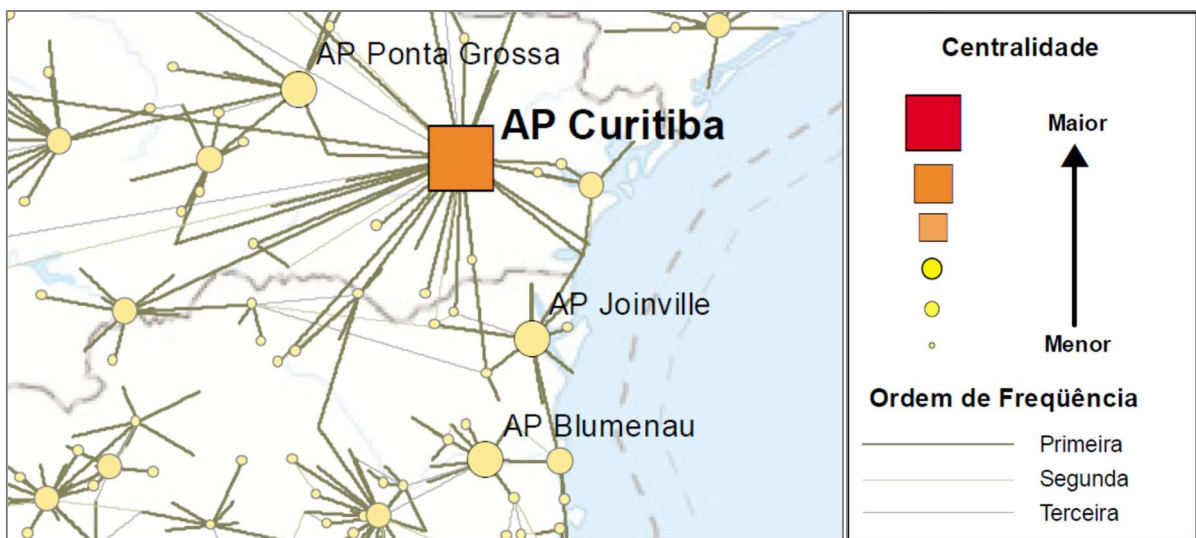 AP Ponta Grossa
AP Curitiba
AP Joinville
AP Blumenau
Centralidade
Maior
Menor
Ordem de Freqüência
Primeira
Segunda
Terceira